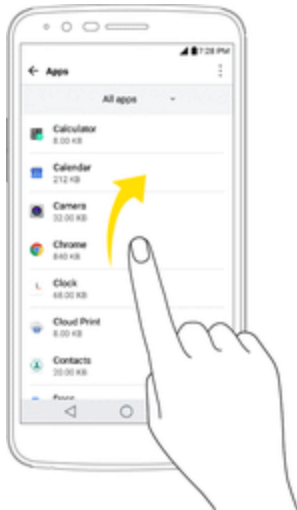 7:28 PM
Apps
All apps
Calculator
8.00 KB
Calendar
212 KB
Camera
32.00 KB
Chrome
840 KB
Clock
68.00 KB
Cloud Print
8.00 KB
Contacts
20.00 KB